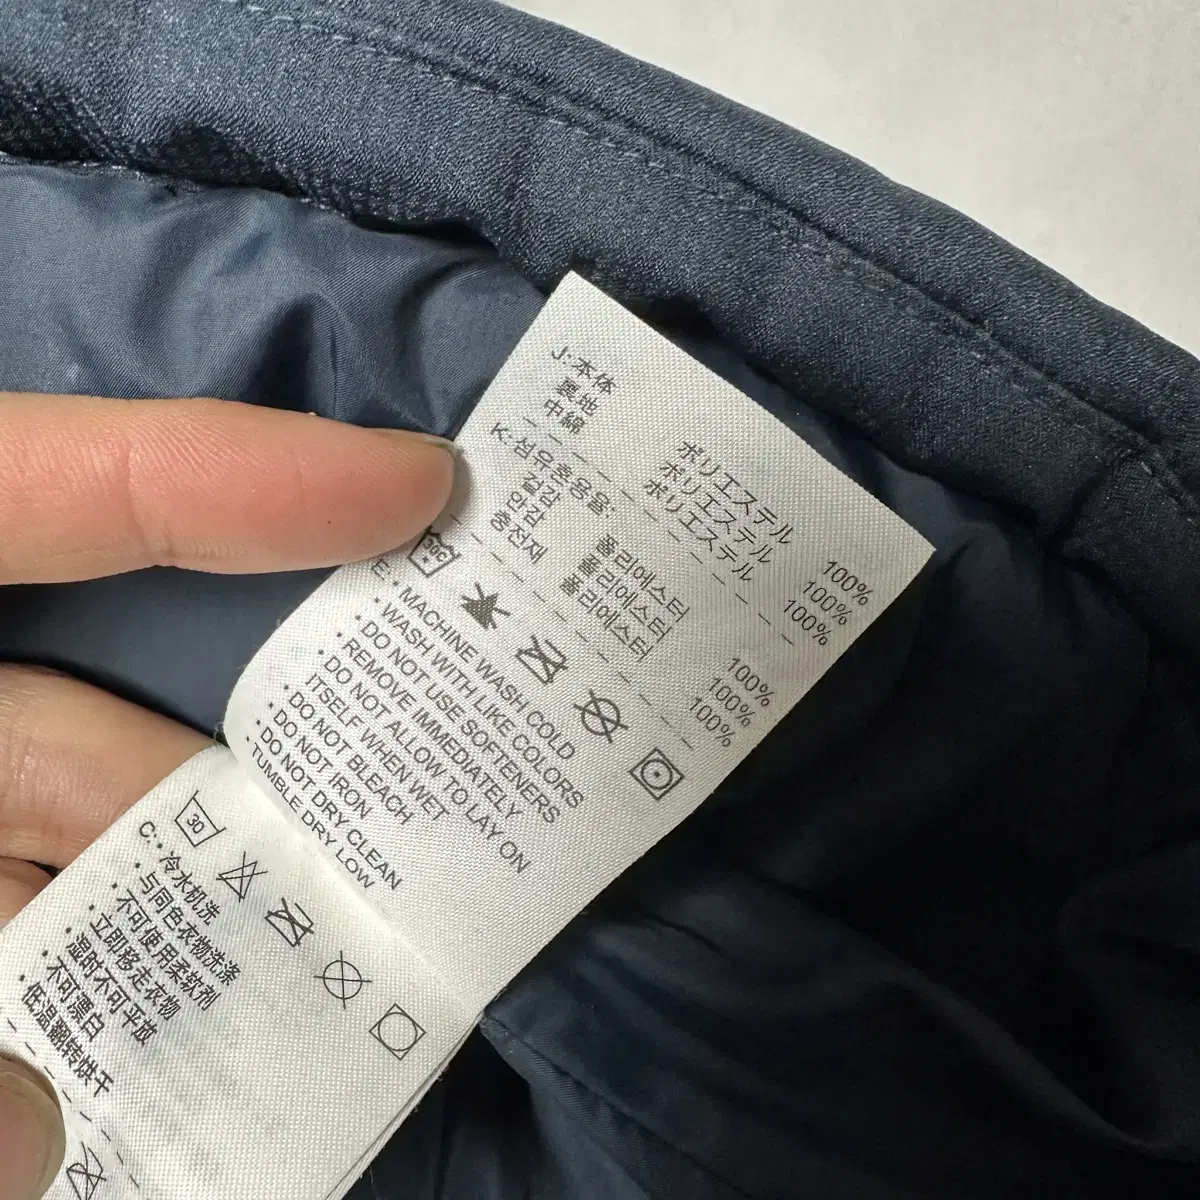 J: 本体 ポリエステル 100%
裏地 ポリエステル 100%
中綿 ポリエステル 100%
K: 섬유혼용율:
겉감 폴리에스터 100%
안감 폴리에스터 100%
충전재 폴리에스터 100%
30C
E: • MACHINE WASH COLD
• WASH WITH LIKE COLORS
• DO NOT USE SOFTENERS
• REMOVE IMMEDIATELY
• DO NOT ALLOW TO LAY ON
ITSELF WHEN WET
• DO NOT BLEACH
• DO NOT IRON
• DO NOT DRY CLEAN
• TUMBLE DRY LOW
30
C: • 冷水机洗
• 与同色衣物洗涤
• 不可使用柔软剂
• 立即移走衣物
• 湿时不可平放
• 不可漂白
• 低温翻转烘干